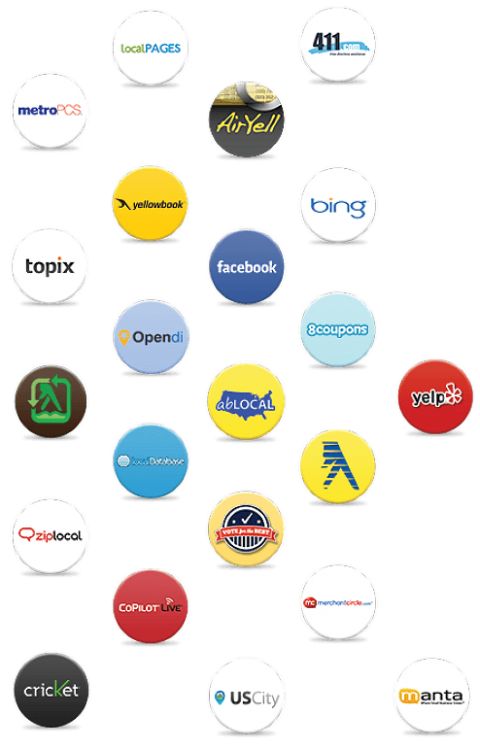 localPAGES
411.com
metroPCS.
AirYell
yellowbook
bing
topix
facebook
Opendi
8coupons
abLOCAL
yelp
ziplocal
VOTE for the BEST
CoPILOT LIVE
mc merchantcircle.com
cricket
USCity
manta